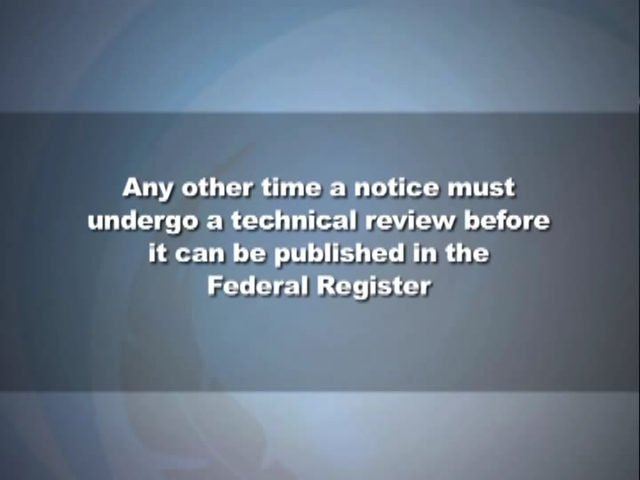 Any other time a notice must
undergo a technical review before
it can be published in the
Federal Register